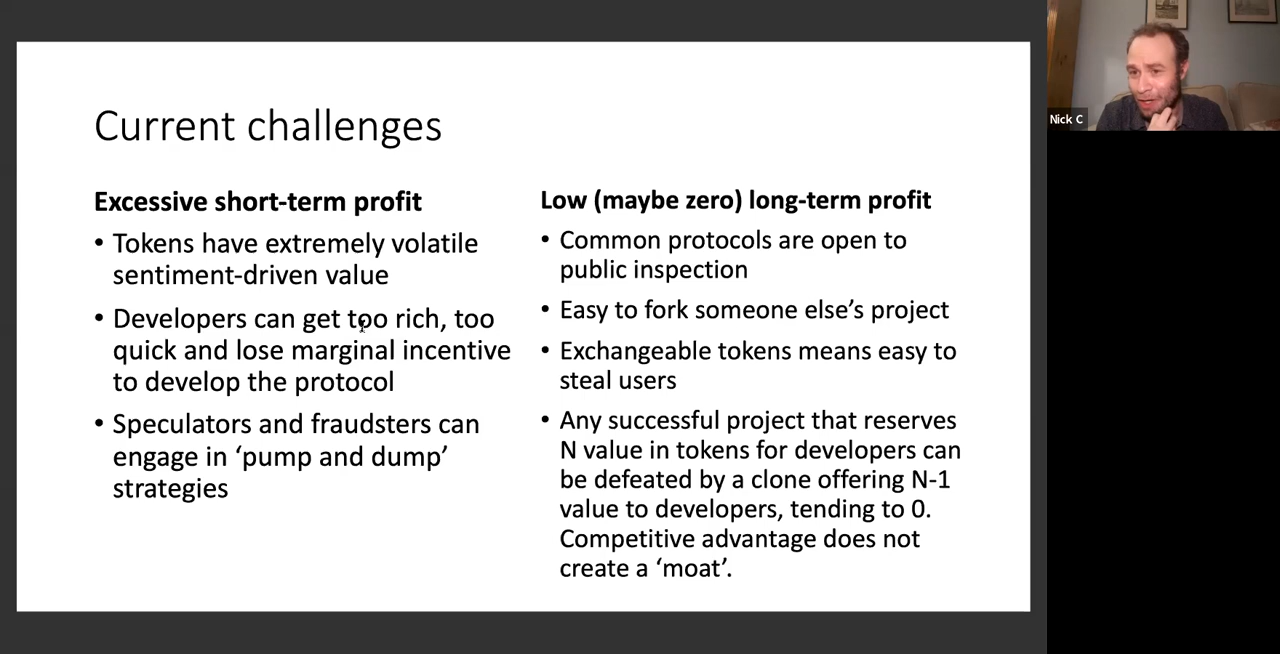 Current challenges
Excessive short-term profit
• Tokens have extremely volatile
sentiment-driven value
• Developers can get too rich, too
quick and lose marginal incentive
to develop the protocol
• Speculators and fraudsters can
engage in ‘pump and dump’
strategies
Low (maybe zero) long-term profit
• Common protocols are open to
public inspection
• Easy to fork someone else’s project
• Exchangeable tokens means easy to
steal users
• Any successful project that reserves
N value in tokens for developers can
be defeated by a clone offering N-1
value to developers, tending to 0.
Competitive advantage does not
create a ‘moat’.
Nick C